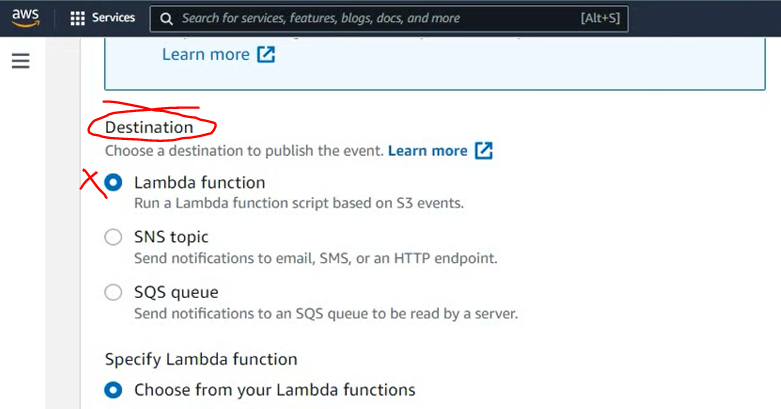 aws Services Search for services, features, blogs, docs, and more [Alt+S]
Learn more
Destination
Choose a destination to publish the event. Learn more
Lambda function
Run a Lambda function script based on S3 events.
SNS topic
Send notifications to email, SMS, or an HTTP endpoint.
SQS queue
Send notifications to an SQS queue to be read by a server.
Specify Lambda function
Choose from your Lambda functions